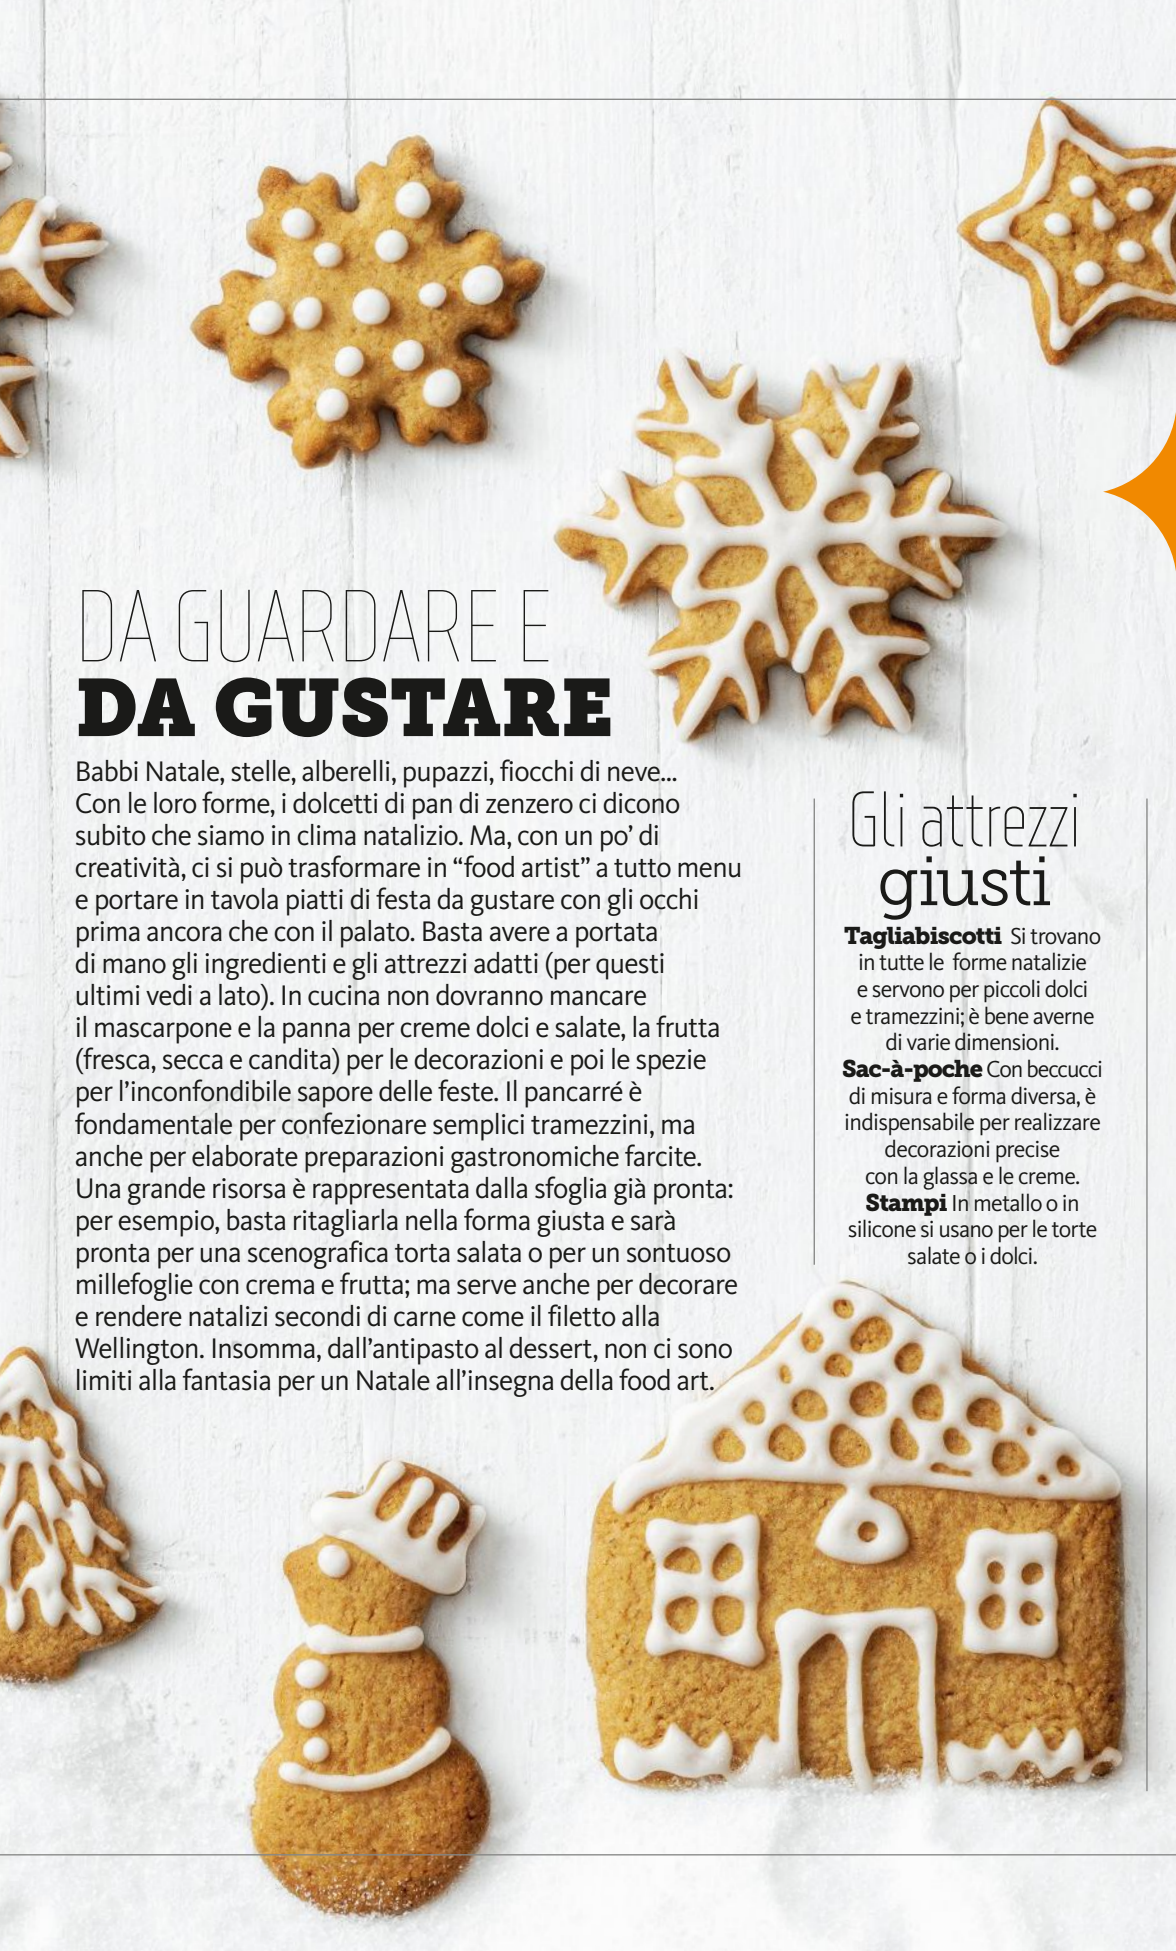 DA GUARDARE E
DA GUSTARE
Babbi Natale, stelle, alberelli, pupazzi, fiocchi di neve...
Con le loro forme, i dolcetti di pan di zenzero ci dicono
subito che siamo in clima natalizio. Ma, con un po’ di
creatività, ci si può trasformare in “food artist” a tutto menu
e portare in tavola piatti di festa da gustare con gli occhi
prima ancora che con il palato. Basta avere a portata
di mano gli ingredienti e gli attrezzi adatti (per questi
ultimi vedi a lato). In cucina non dovranno mancare
il mascarpone e la panna per creme dolci e salate, la frutta
(fresca, secca e candita) per le decorazioni e poi le spezie
per l’inconfondibile sapore delle feste. Il pancarré è
fondamentale per confezionare semplici tramezzini, ma
anche per elaborate preparazioni gastronomiche farcite.
Una grande risorsa è rappresentata dalla sfoglia già pronta:
per esempio, basta ritagliarla nella forma giusta e sarà
pronta per una scenografica torta salata o per un sontuoso
millefoglie con crema e frutta; ma serve anche per decorare
e rendere natalizi secondi di carne come il filetto alla
Wellington. Insomma, dall’antipasto al dessert, non ci sono
limiti alla fantasia per un Natale all’insegna della food art.
Gli attrezzi
giusti
Tagliabiscotti Si trovano
in tutte le forme natalizie
e servono per piccoli dolci
e tramezzini; è bene averne
di varie dimensioni.
Sac-à-poche Con beccucci
di misura e forma diversa, è
indispensabile per realizzare
decorazioni precise
con la glassa e le creme.
Stampi In metallo o in
silicone si usano per le torte
salate o i dolci.